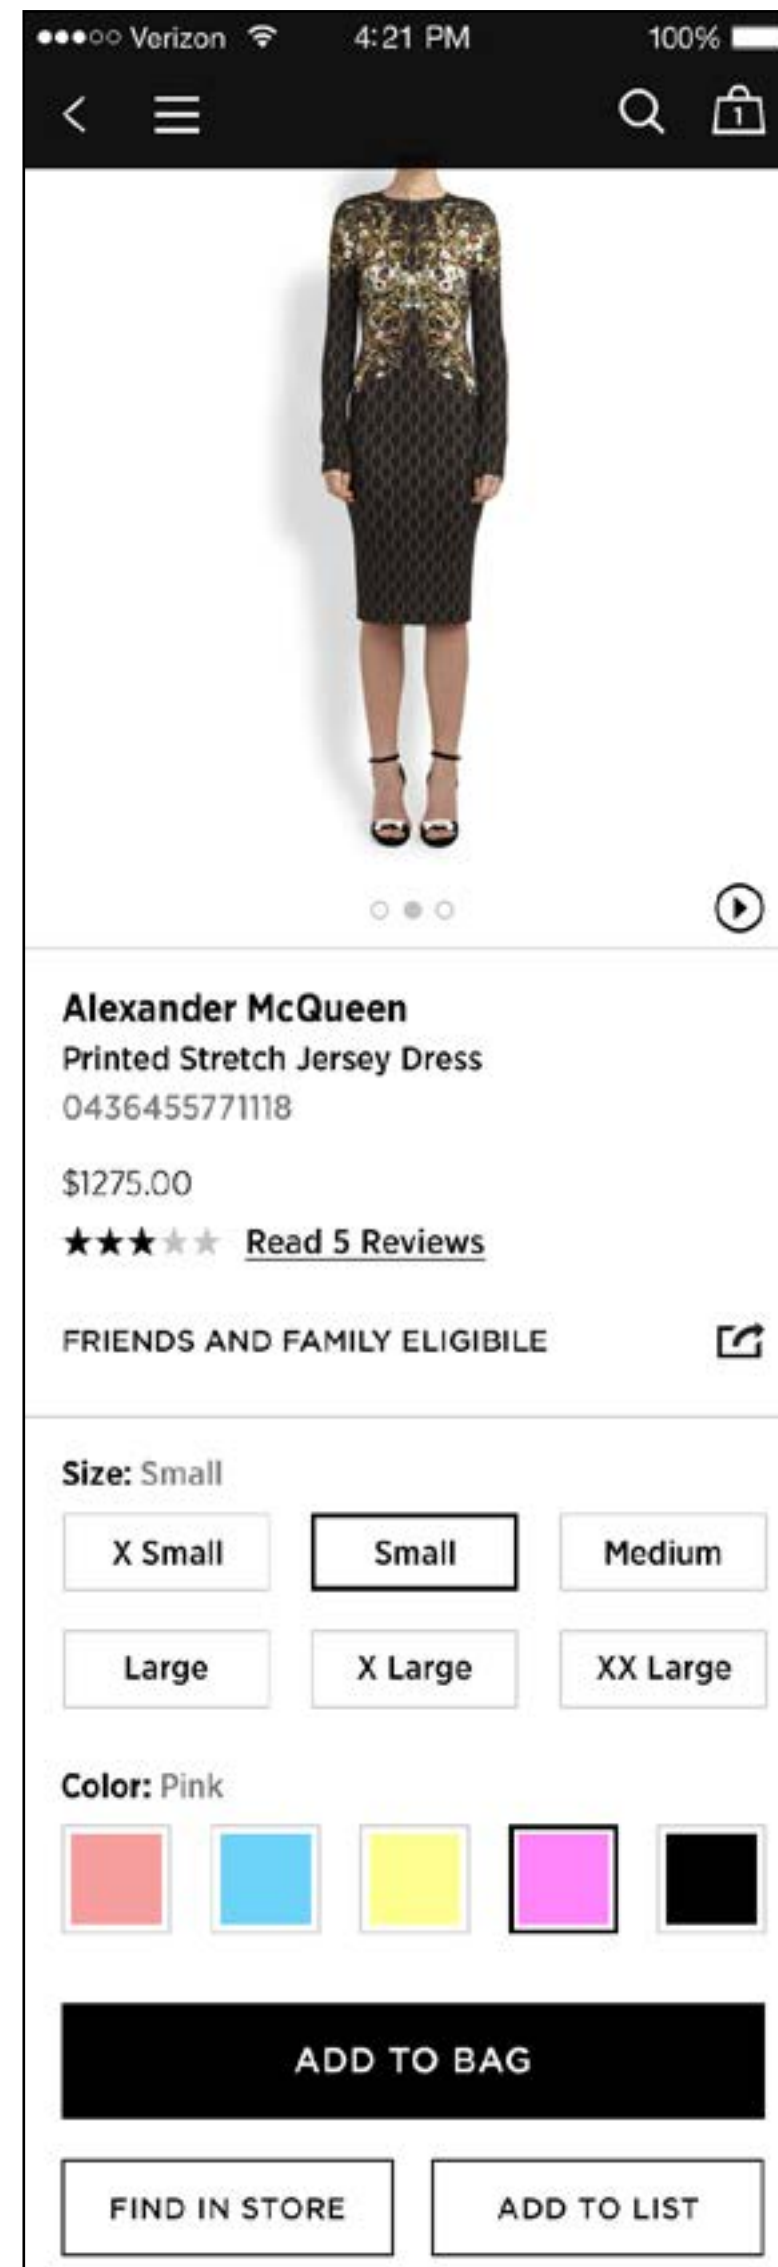 Verizon 4:21 PM 100%
1
Alexander McQueen
Printed Stretch Jersey Dress
0436455771118
$1275.00
Read 5 Reviews
FRIENDS AND FAMILY ELIGIBILE
Size: Small
X Small Small Medium
Large X Large XX Large
Color: Pink
ADD TO BAG
FIND IN STORE ADD TO LIST